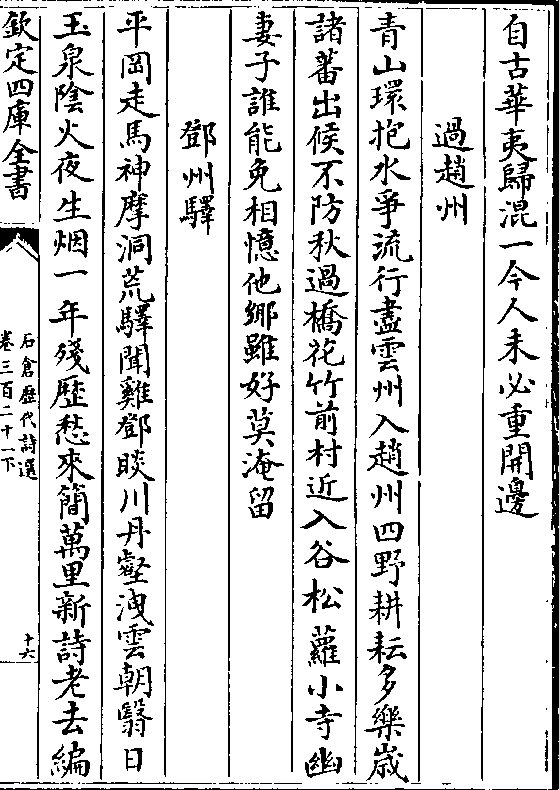 自古華夷歸混一今人未必重開邊
過趙州
青山環抱水爭流行盡雲州入趙州四野耕耘多樂歳
諸蕃出候不防秋過橋花竹前村近入谷松蘿小寺幽
妻子誰能免相憶他鄉雖好莫淹留
鄧州驛
平岡走馬神摩洞荒驛聞雞鄧賧川丹壑洩雲朝翳日
玉泉陰火夜生烟一年殘歴愁來簡萬里新詩老去編
欽定四庫全書
石倉歴代詩選
卷三百二十一下
十六